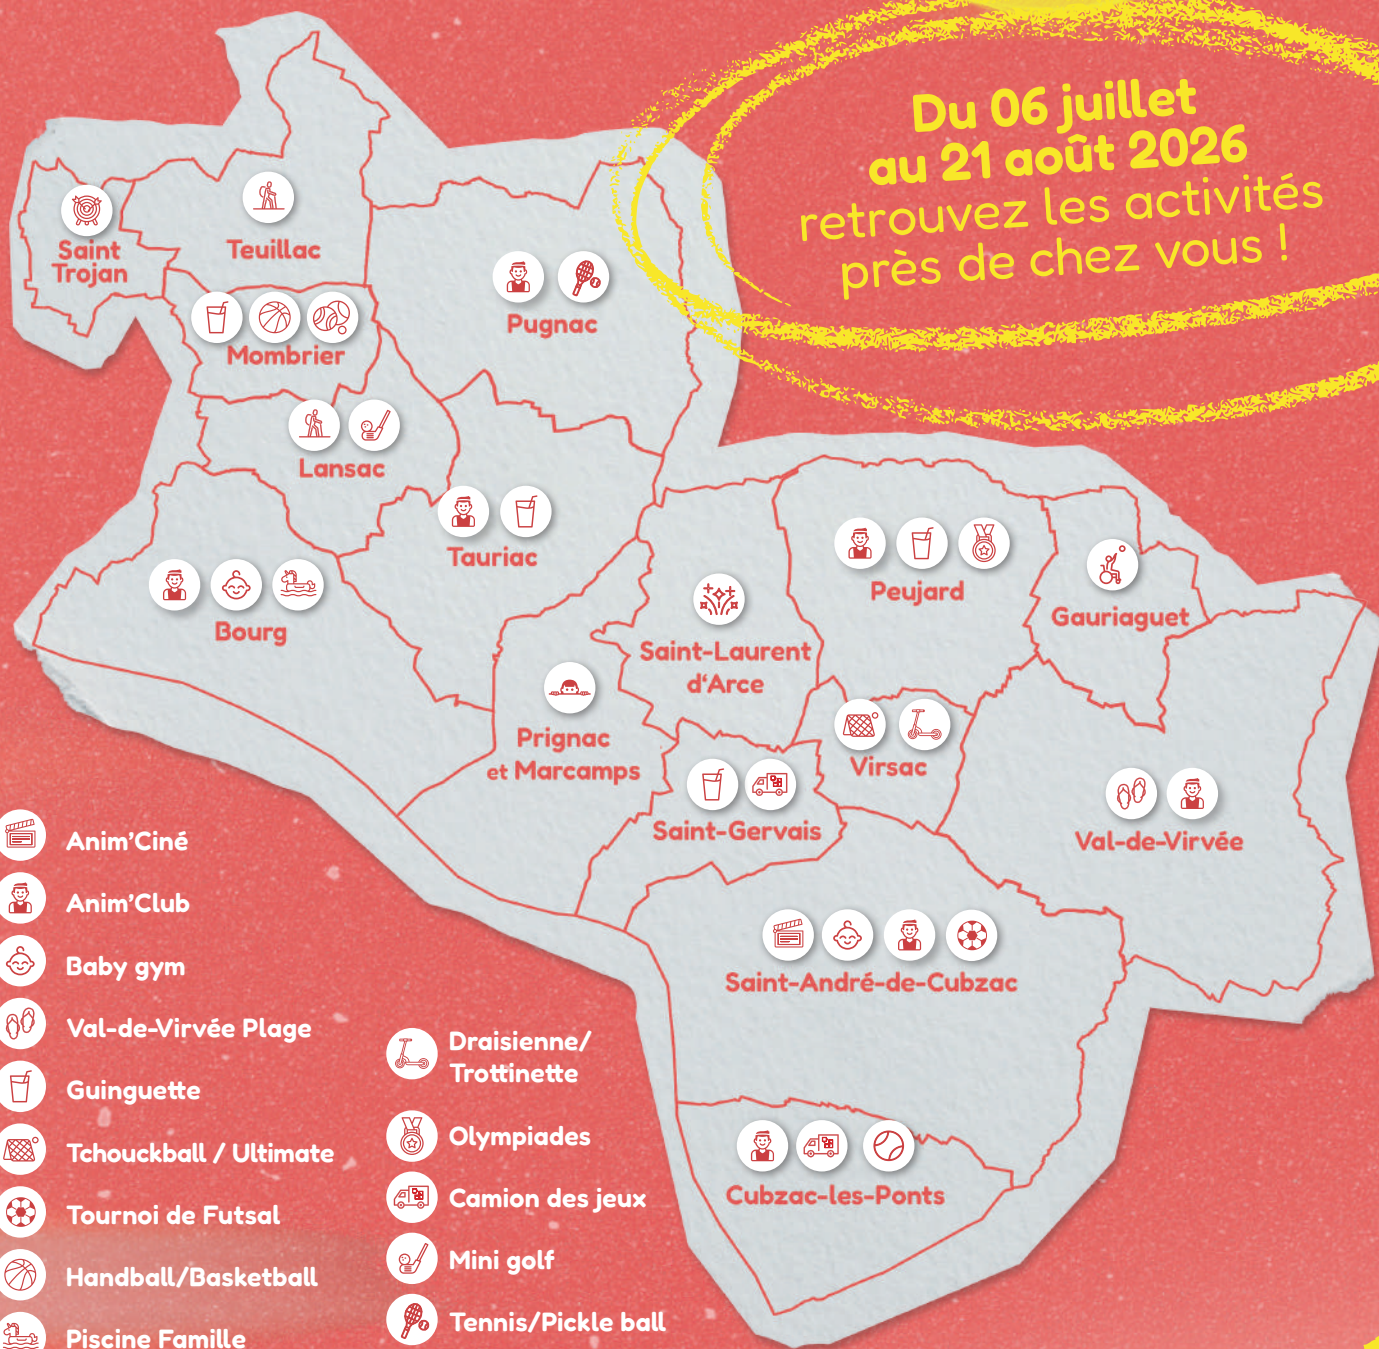 Du 06 juillet
au 21 août 2026
retrouvez les activités
près de chez vous !
Saint
Trojan
Teuillac
Pugnac
Mombrier
Lansac
Tauriac
Bourg
Peujard
Gauriaguet
Saint-Laurent
d‘Arce
Prignac
et Marcamps
Virsac
Saint-Gervais
Val-de-Virvée
Saint-André-de-Cubzac
Cubzac-les-Ponts
Anim’Ciné
Anim’Club
Baby gym
Val-de-Virvée Plage
Guinguette
Tchouckball / Ultimate
Tournoi de Futsal
Handball/Basketball
Piscine Famille
Draisienne/
Trottinette
Olympiades
Camion des jeux
Mini golf
Tennis/Pickle ball